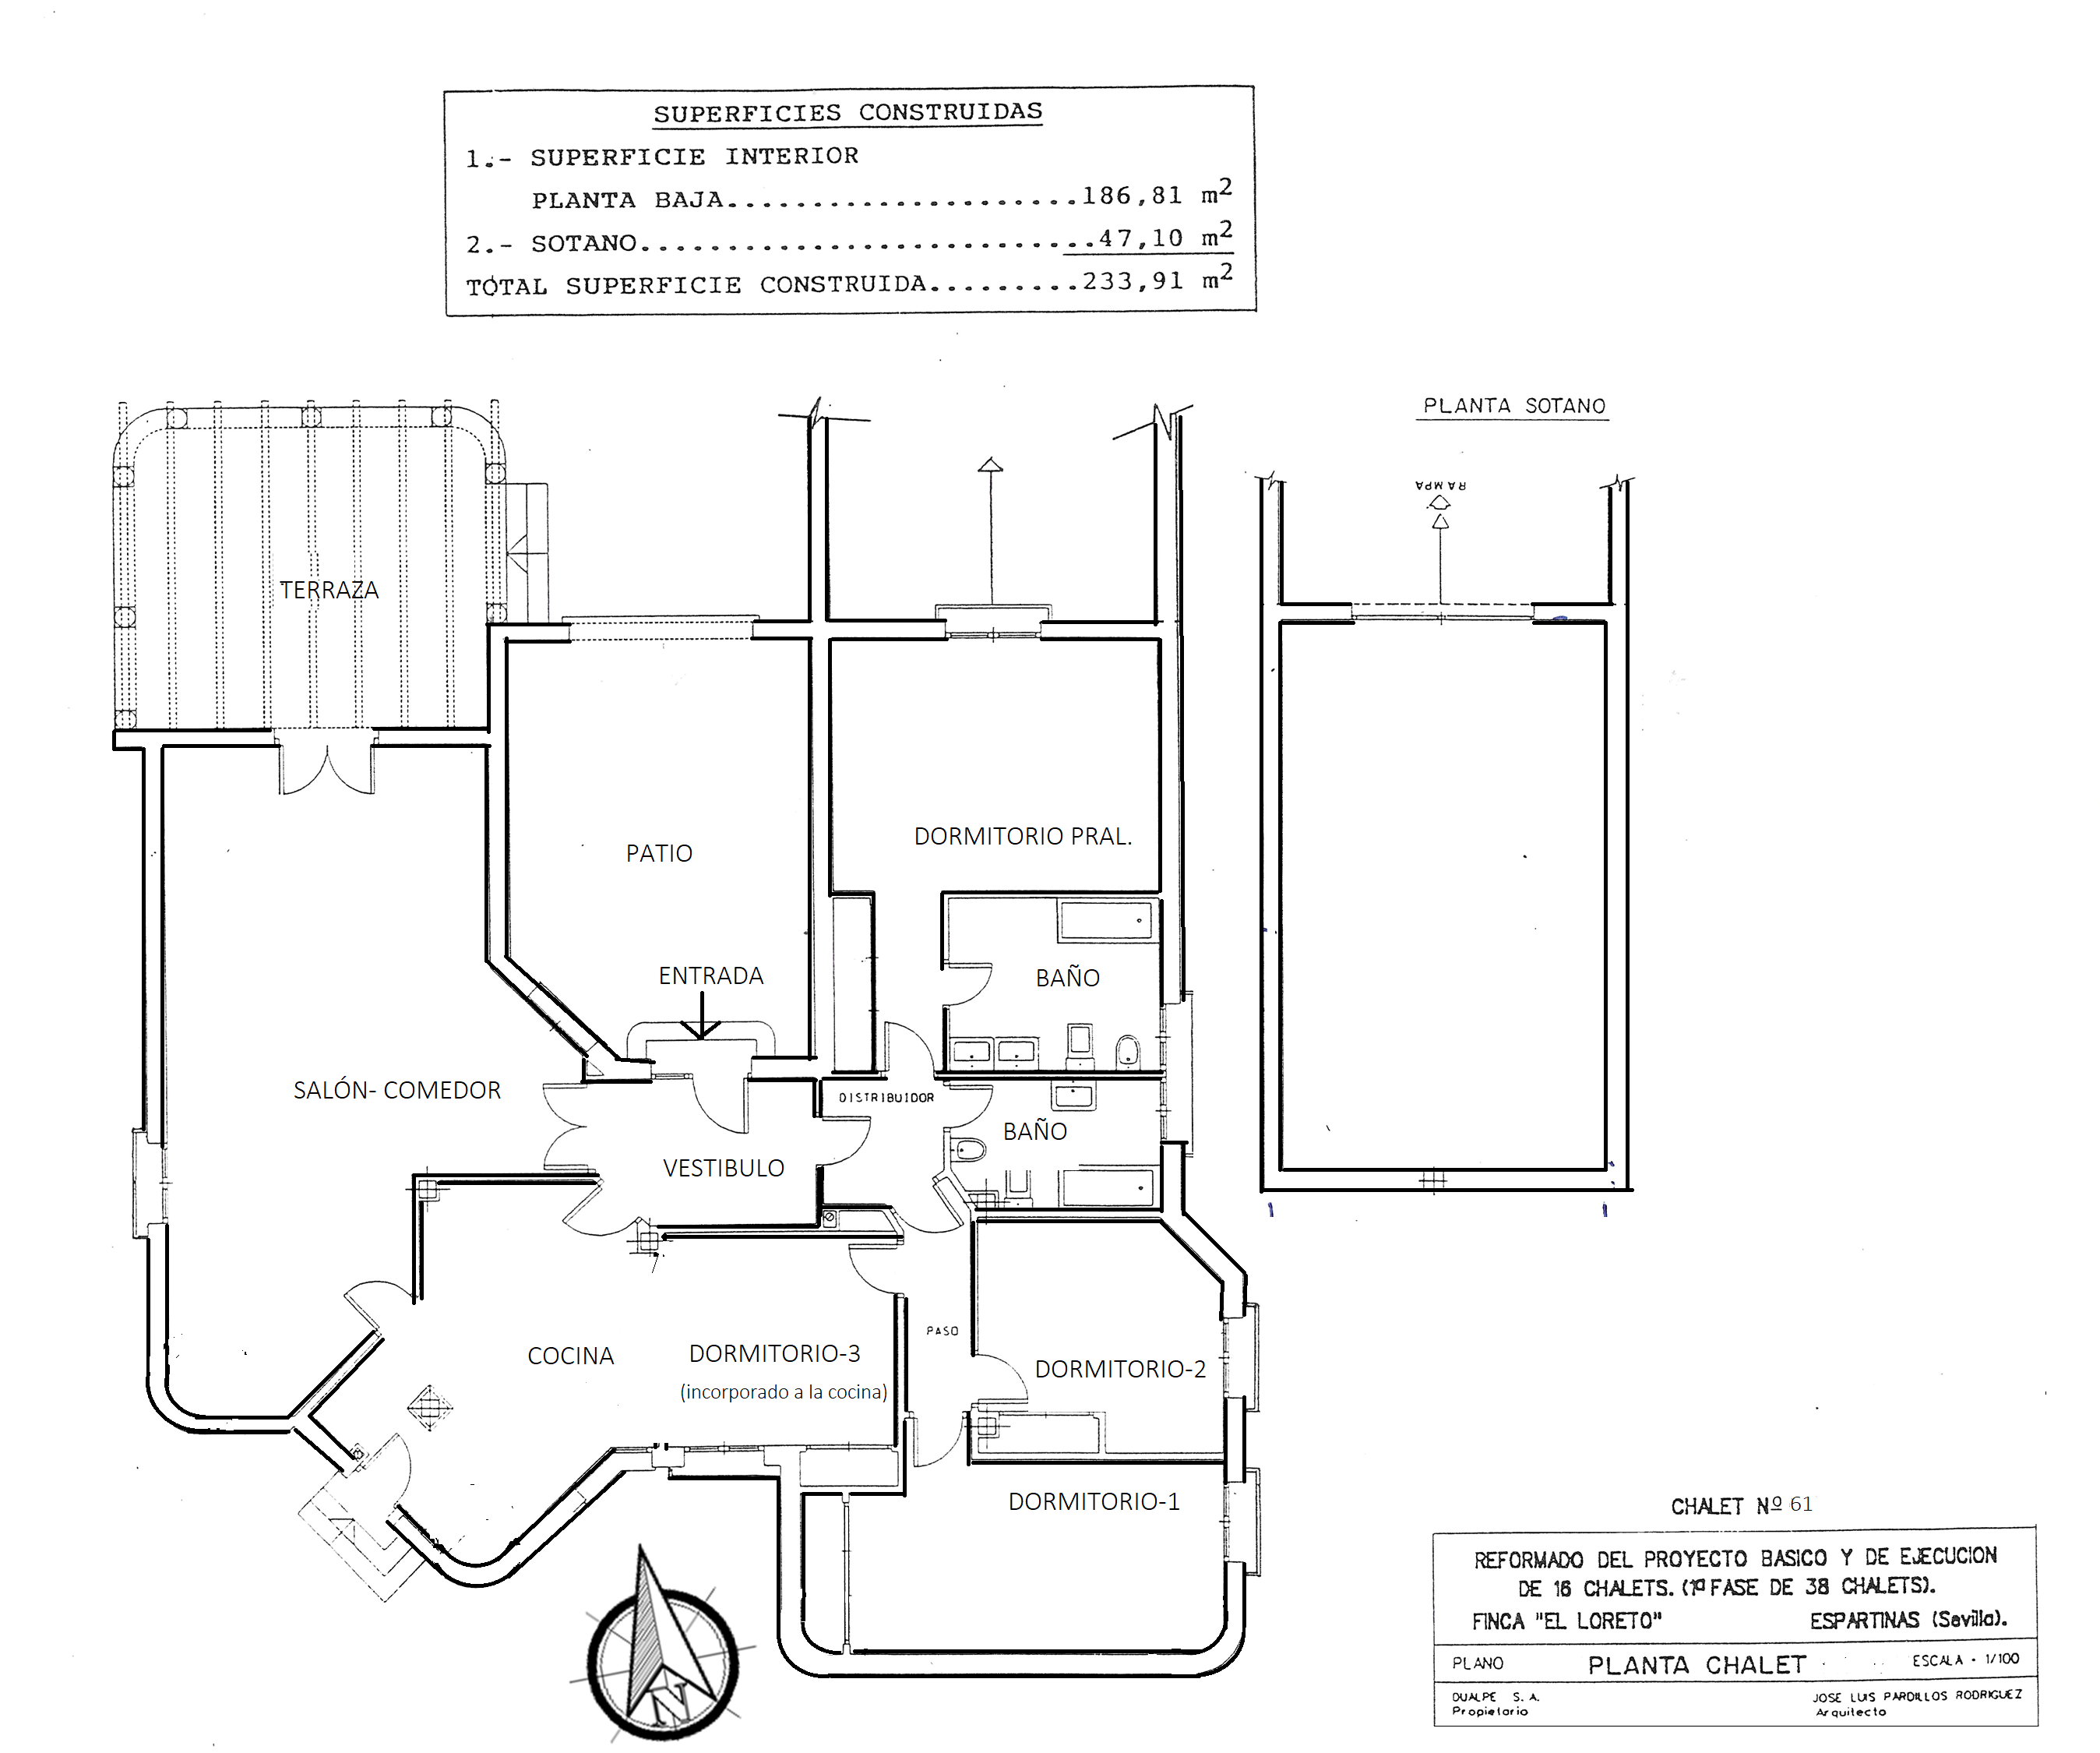 SUPERFICIES CONSTRUIDAS
1.- SUPERFICIE INTERIOR
PLANTA BAJA.....................186,81 m2
2.- SOTANO...........................47,10 m2
TOTAL SUPERFICIE CONSTRUIDA.........233,91 m2
PLANTA SOTANO
RAMPA
TERRAZA
PATIO
DORMITORIO PRAL.
ENTRADA
BAÑO
SALÓN- COMEDOR
DISTRIBUIDOR
BAÑO
VESTIBULO
PASO
COCINA
DORMITORIO-3
(incorporado a la cocina)
DORMITORIO-2
DORMITORIO-1
N
CHALET Nº 61
REFORMADO DEL PROYECTO BASICO Y DE EJECUCION
DE 16 CHALETS. (1ª FASE DE 38 CHALETS).
FINCA "EL LORETO" ESPARTINAS (Sevilla).
PLANO PLANTA CHALET ESCALA - 1/100
DUALPE S. A. JOSE LUIS PARDILLOS RODRIGUEZ
Propietario Arquitecto